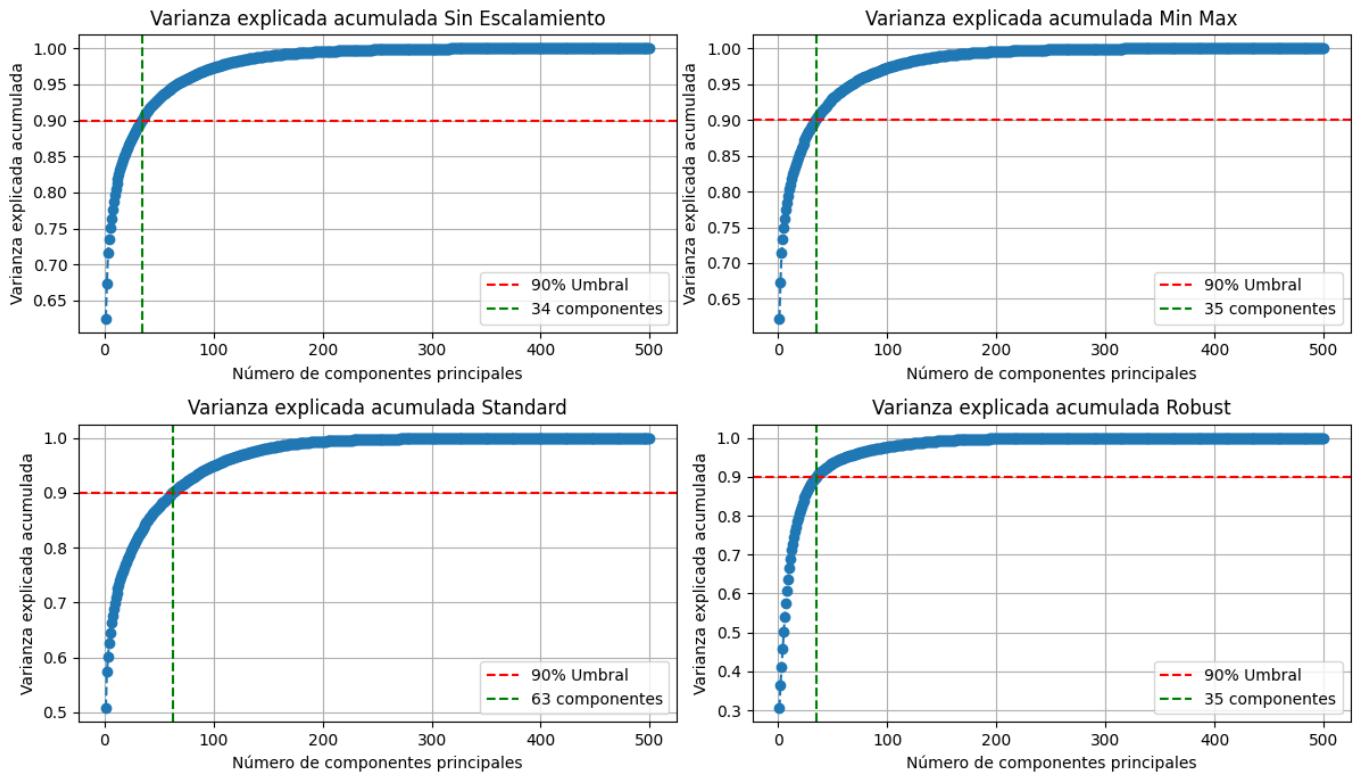 Varianza explicada acumulada Sin Escalamiento
Varianza explicada acumulada
1.00
0.95
0.90
0.85
0.80
0.75
0.70
0.65
90% Umbral
34 componentes
0 100 200 300 400 500
Número de componentes principales
Varianza explicada acumulada Min Max
Varianza explicada acumulada
1.00
0.95
0.90
0.85
0.80
0.75
0.70
0.65
90% Umbral
35 componentes
0 100 200 300 400 500
Número de componentes principales
Varianza explicada acumulada Standard
Varianza explicada acumulada
1.0
0.9
0.8
0.7
0.6
0.5
90% Umbral
63 componentes
0 100 200 300 400 500
Número de componentes principales
Varianza explicada acumulada Robust
Varianza explicada acumulada
1.0
0.9
0.8
0.7
0.6
0.5
0.4
0.3
90% Umbral
35 componentes
0 100 200 300 400 500
Número de componentes principales